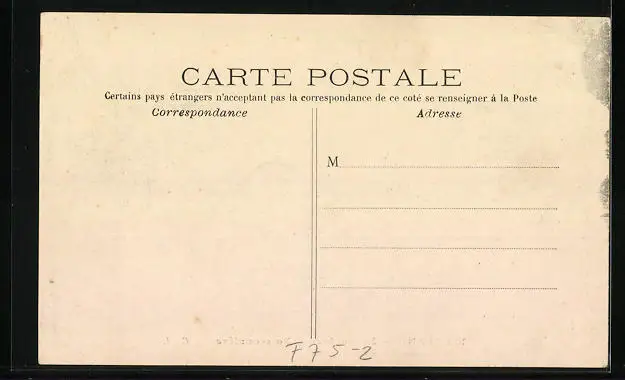 CARTE POSTALE
Certains pays étrangers n'acceptant pas la correspondance de ce coté se renseigner à la Poste
Correspondance
Adresse
M
F75-2